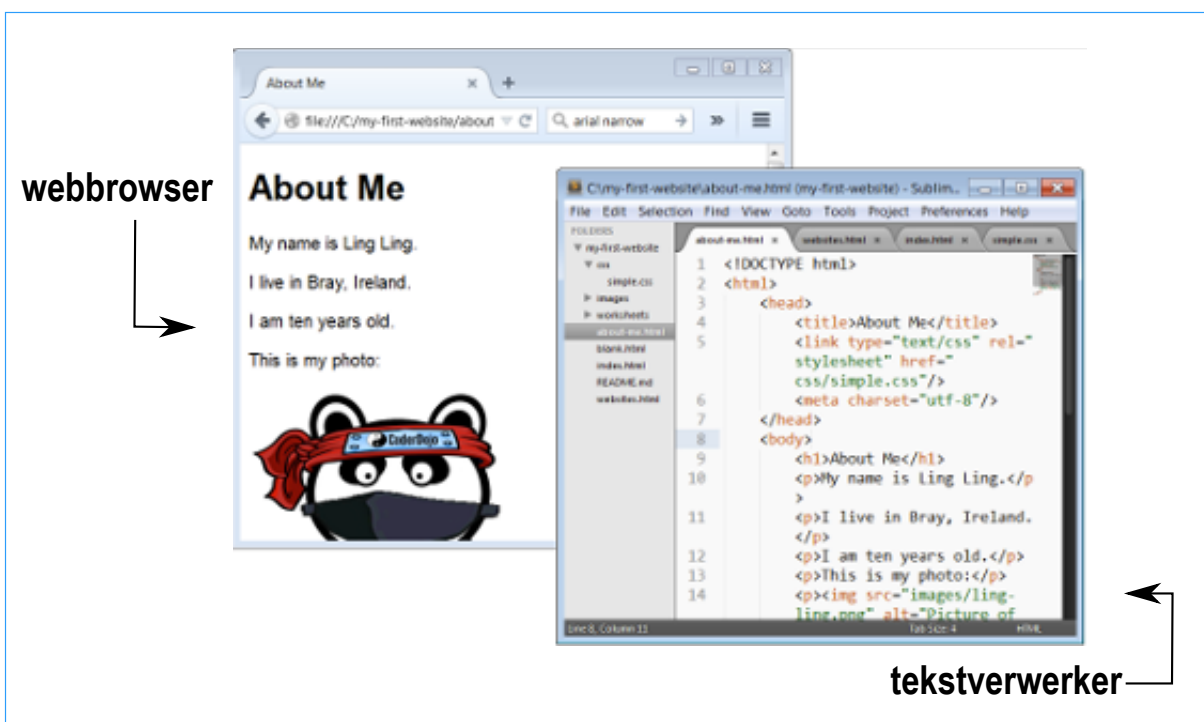 About Me
file:///C:/my-first-website/about
arial narrow
webbrowser
About Me
My name is Ling Ling.
I live in Bray, Ireland.
I am ten years old.
This is my photo:
CoderDojo
C:\my-first-website\about-me.html (my-first-website) - Sublim..
File Edit Selection Find View Goto Tools Project Preferences Help
FOLDERS
my-first-website
css
simple.css
images
worksheets
about-me.html
blank.html
index.html
README.md
websites.html
about-me.html websites.html index.html simple.css
1 <!DOCTYPE html>
2 <html>
3 <head>
4 <title>About Me</title>
5 <link type="text/css" rel="
stylesheet" href="
css/simple.css"/>
6 <meta charset="utf-8"/>
7 </head>
8 <body>
9 <h1>About Me</h1>
10 <p>My name is Ling Ling.</p
>
11 <p>I live in Bray, Ireland.
</p>
12 <p>I am ten years old.</p>
13 <p>This is my photo:</p>
14 <p><img src="images/ling-
ling.png" alt="Picture of
Line 8, Column 11 Tab Size: 4 HTML
tekstverwerker